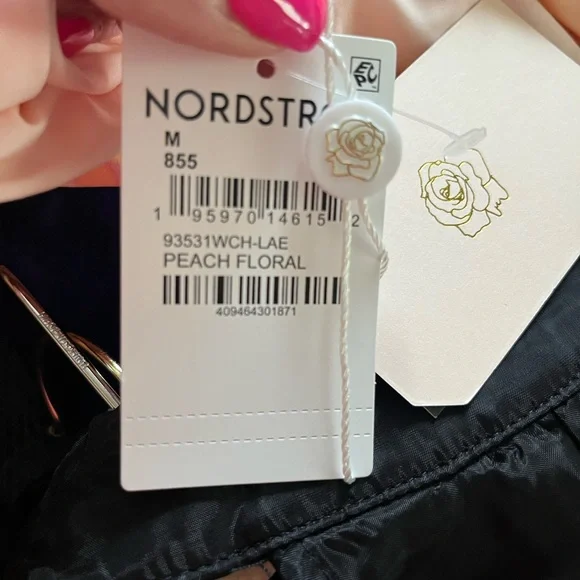 NORDSTR
M
855
1 95970 14615 2
93531WCH-LAE
PEACH FLORAL
409464301871